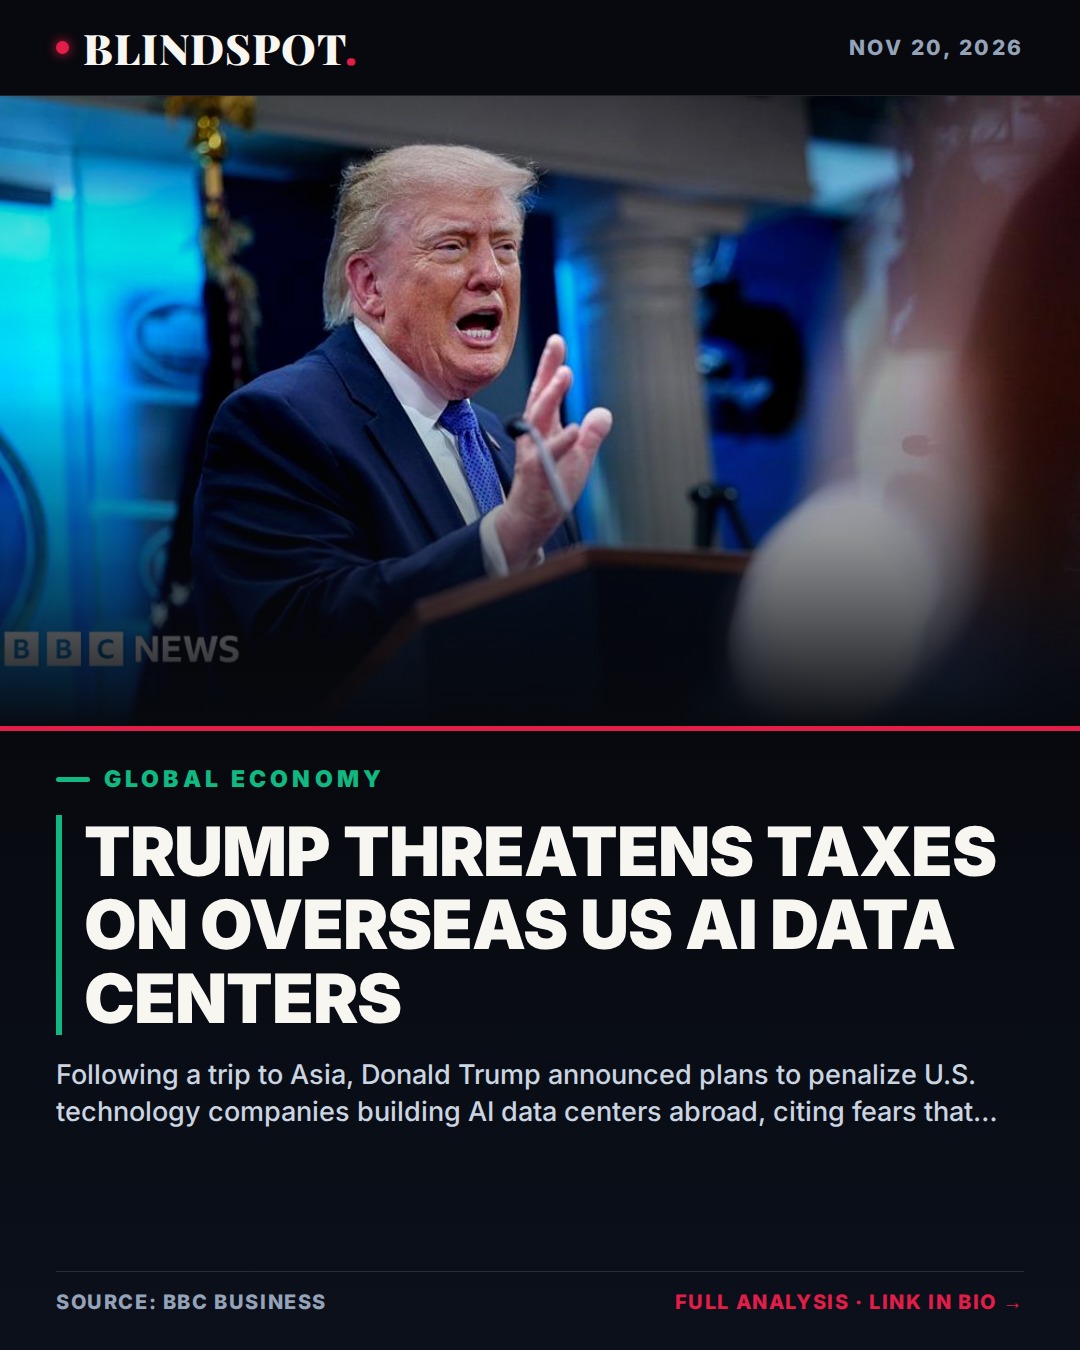 BLINDSPOT.
NOV 20, 2026
BBC NEWS
GLOBAL ECONOMY
TRUMP THREATENS TAXES
ON OVERSEAS US AI DATA
CENTERS
Following a trip to Asia, Donald Trump announced plans to penalize U.S.
technology companies building AI data centers abroad, citing fears that...
SOURCE: BBC BUSINESS
FULL ANALYSIS · LINK IN BIO →